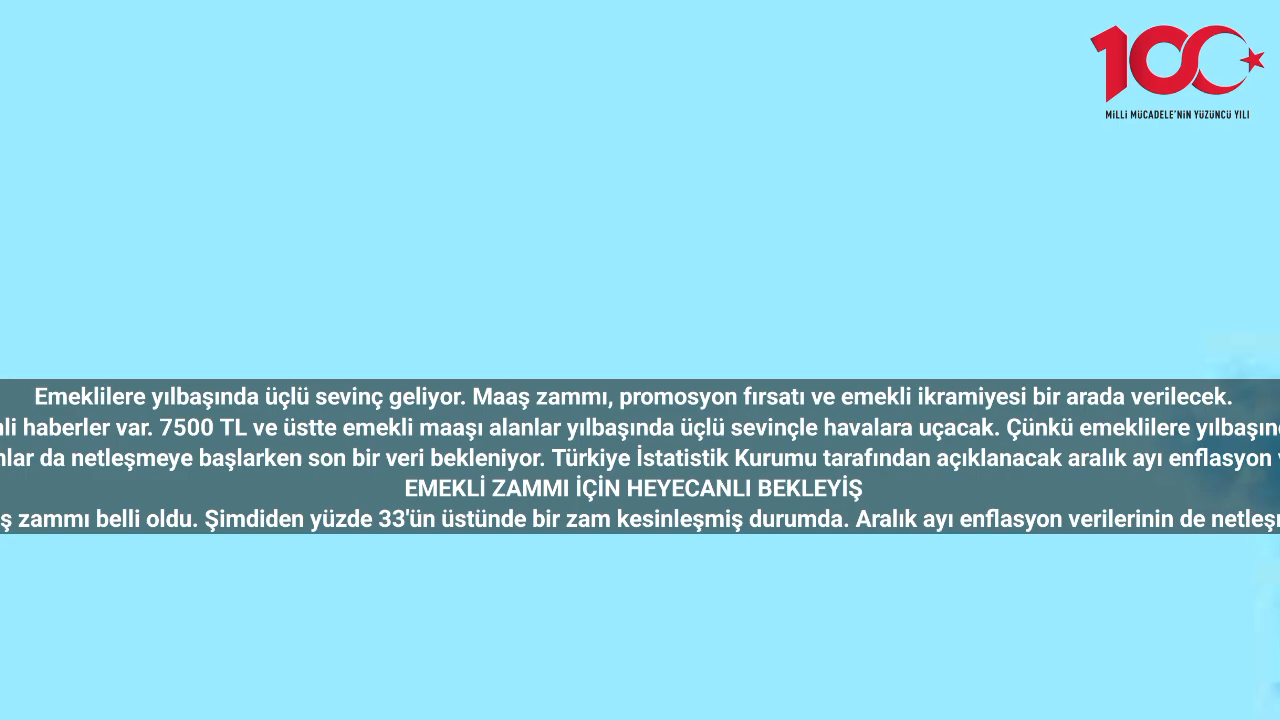 100
MİLLİ MÜCADELE'NİN YÜZÜNCÜ YILI
Emeklilere yılbaşında üçlü sevinç geliyor. Maaş zammı, promosyon fırsatı ve emekli ikramiyesi bir arada verilecek.
haberler var. 7500 TL ve üstte emekli maaşı alanlar yılbaşında üçlü sevinçle havalara uçacak. Çünkü emeklilere
da netleşmeye başlarken son bir veri bekleniyor. Türkiye İstatistik Kurumu tarafından açıklanacak aralık ayı enflasyon
EMEKLİ ZAMMI İÇİN HEYECANLI BEKLEYİŞ
zammı belli oldu. Şimdiden yüzde 33'ün üstünde bir zam kesinleşmiş durumda. Aralık ayı enflasyon verilerinin de